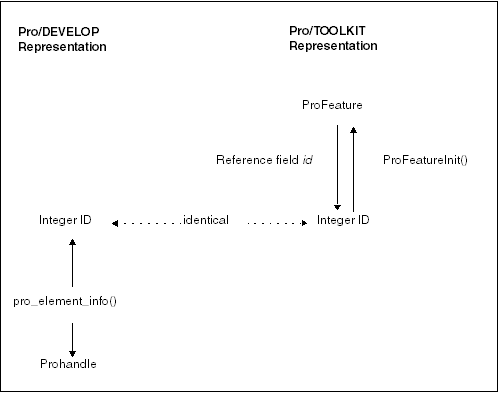 Pro/DEVELOP
Representation
Pro/TOOLKIT
Representation
ProFeature
Reference field id
ProFeatureInit()
Integer ID
identical
Integer ID
pro_element_info()
Prohandle